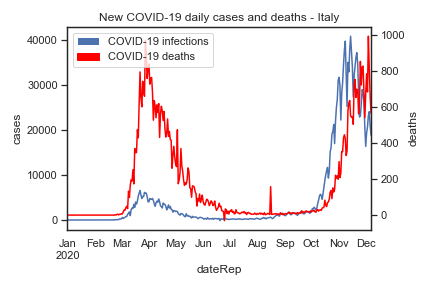 New COVID-19 daily cases and deaths - Italy
COVID-19 infections
COVID-19 deaths
40000
30000
20000
10000
0
cases
1000
800
600
400
200
0
deaths
Jan Feb Mar Apr May Jun Jul Aug Sep Oct Nov Dec
2020
dateRep